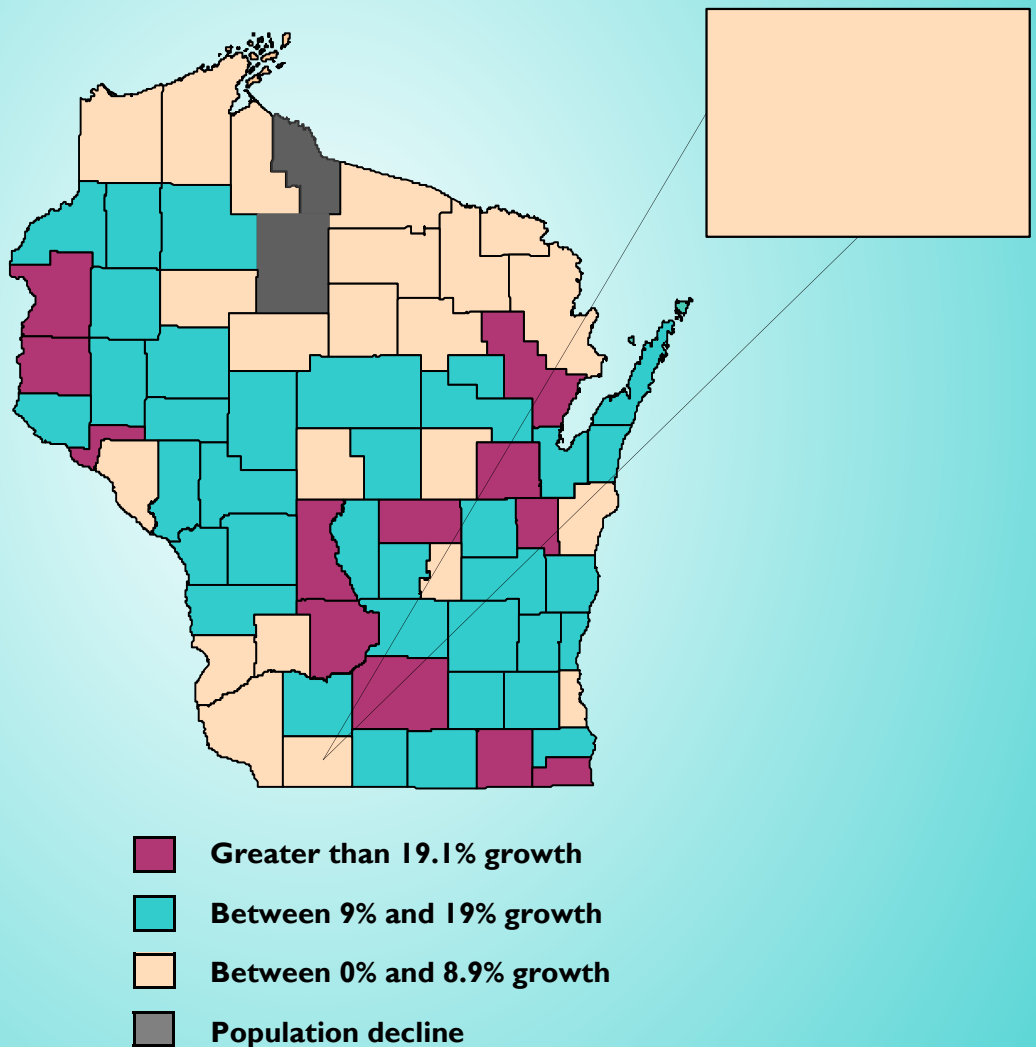 Greater than 19.1% growth
Between 9% and 19% growth
Between 0% and 8.9% growth
Population decline